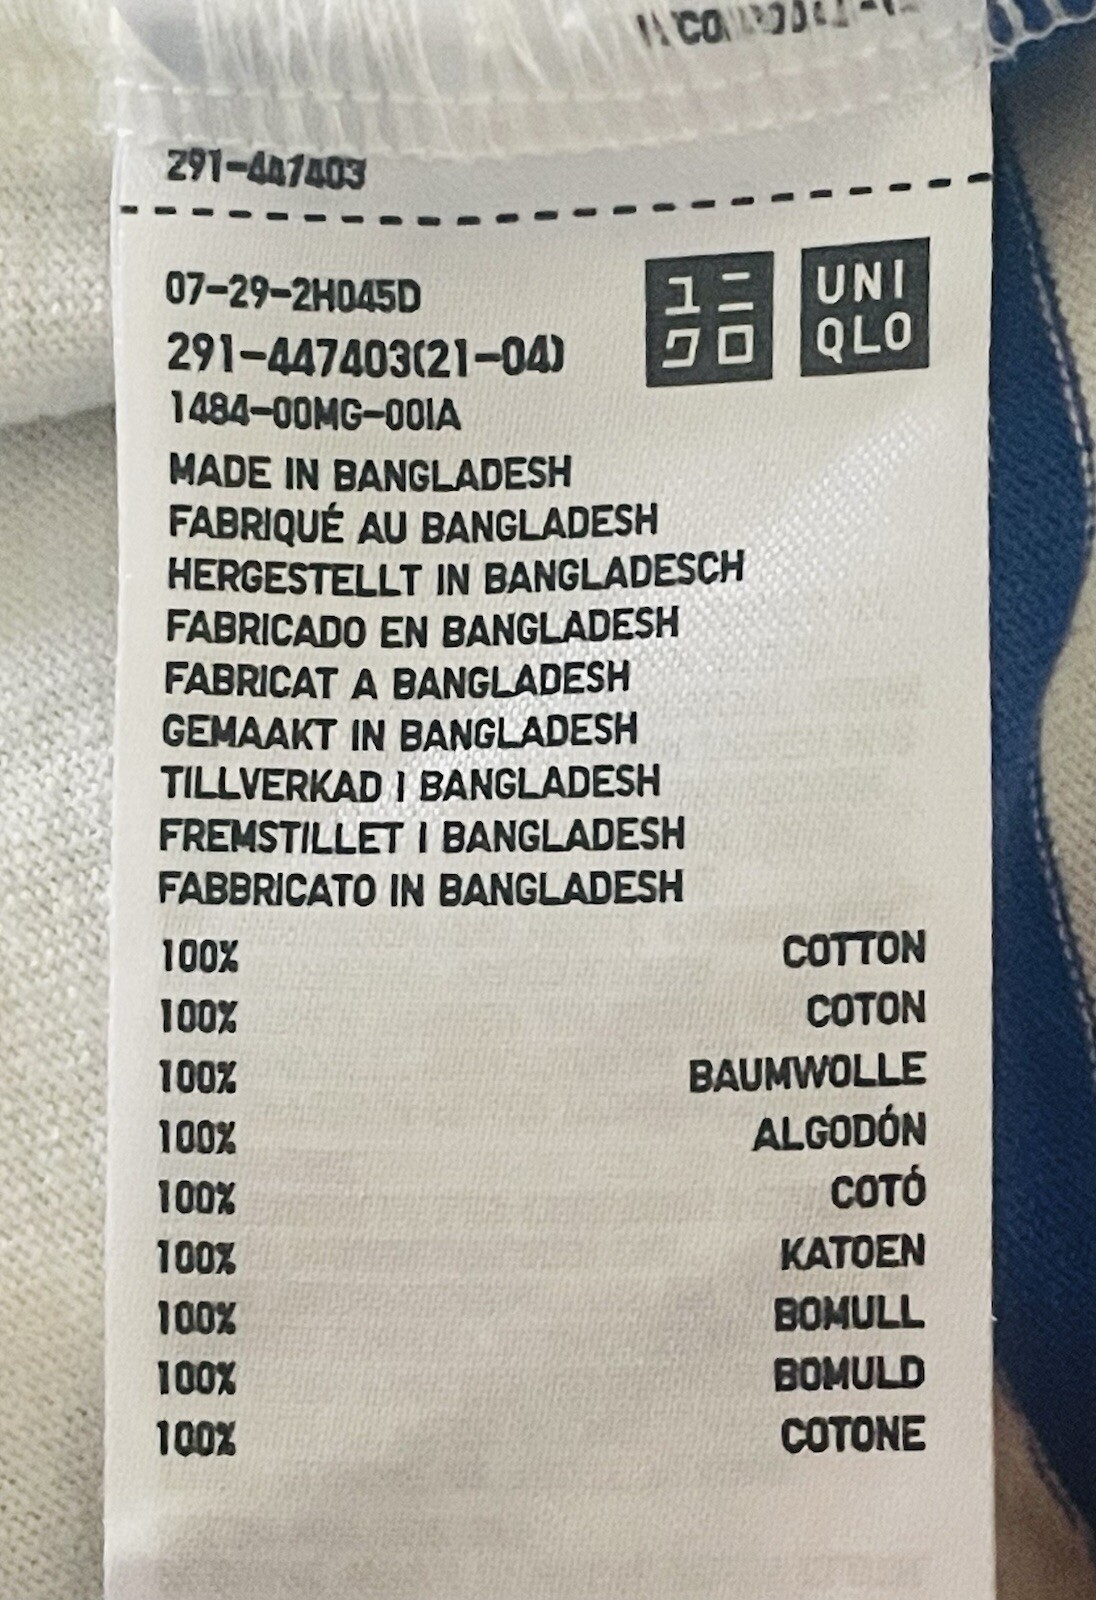 291-447403
07-29-2H045D
291-447403(21-04)
1484-00MG-00IA
ユニ
クロ
UNI
QLO
MADE IN BANGLADESH
FABRIQUÉ AU BANGLADESH
HERGESTELLT IN BANGLADESCH
FABRICADO EN BANGLADESH
FABRICAT A BANGLADESH
GEMAAKT IN BANGLADESH
TILLVERKAD I BANGLADESH
FREMSTILLET I BANGLADESH
FABBRICATO IN BANGLADESH
100% COTTON
100% COTON
100% BAUMWOLLE
100% ALGODÓN
100% COTÓ
100% KATOEN
100% BOMULL
100% BOMULD
100% COTONE